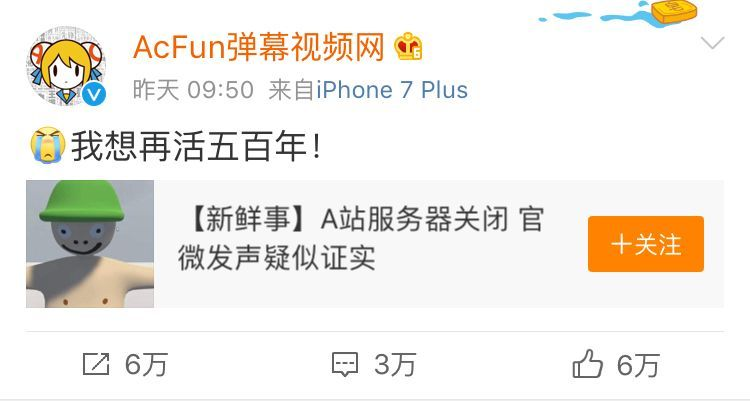 AcFun弹幕视频网
昨天 09:50 来自iPhone 7 Plus
😭我想再活五百年!
【新鲜事】A站服务器关闭 官
微发声疑似证实
+关注
6万
3万
6万